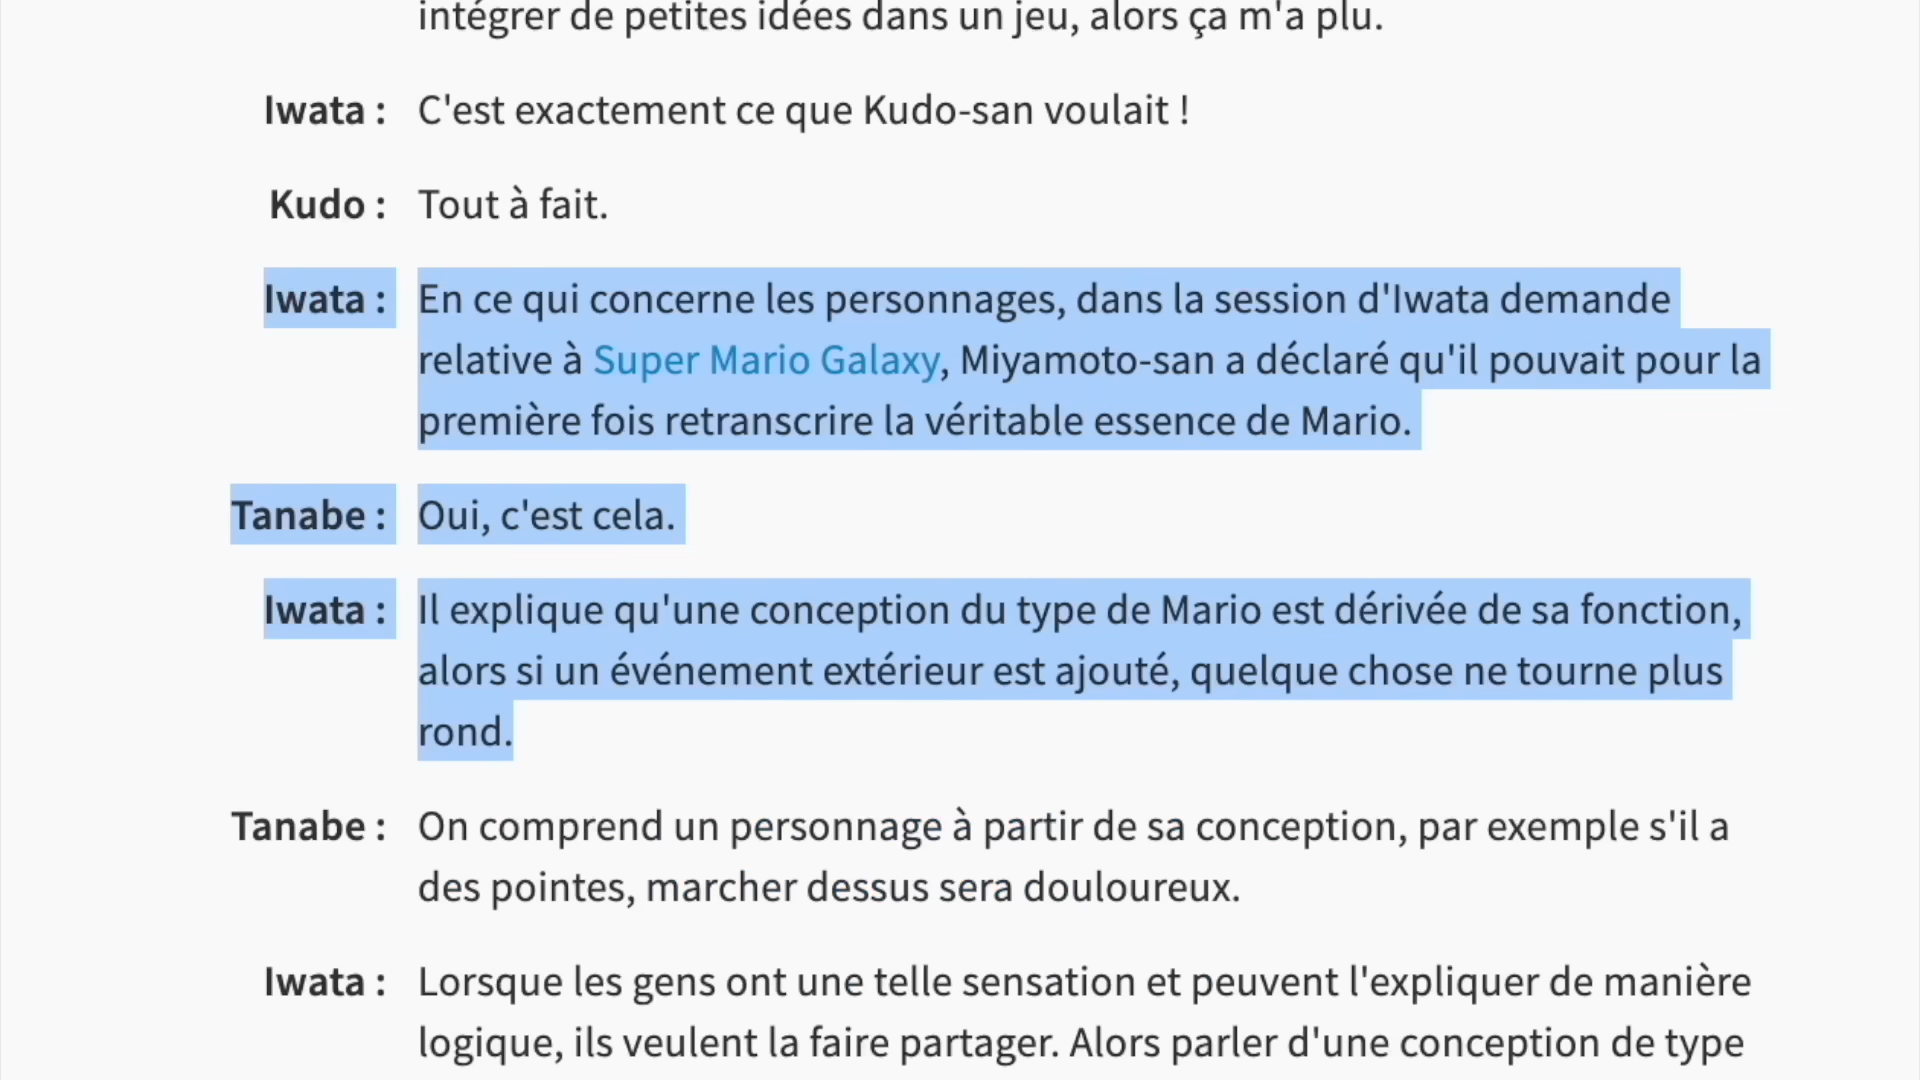 intégrer de petites idées dans un jeu, alors ça m'a plu.
Iwata : C'est exactement ce que Kudo-san voulait !
Kudo : Tout à fait.
Iwata : En ce qui concerne les personnages, dans la session d'Iwata demande
relative à Super Mario Galaxy, Miyamoto-san a déclaré qu'il pouvait pour la
première fois retranscrire la véritable essence de Mario.
Tanabe : Oui, c'est cela.
Iwata : Il explique qu'une conception du type de Mario est dérivée de sa fonction,
alors si un événement extérieur est ajouté, quelque chose ne tourne plus
rond.
Tanabe : On comprend un personnage à partir de sa conception, par exemple s'il a
des pointes, marcher dessus sera douloureux.
Iwata : Lorsque les gens ont une telle sensation et peuvent l'expliquer de manière
logique, ils veulent la faire partager. Alors parler d'une conception de type